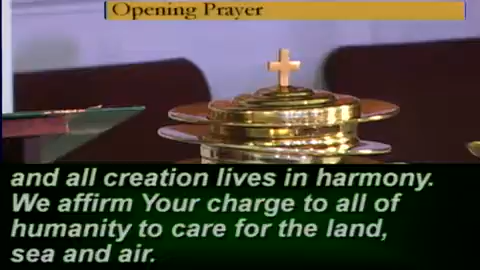 Opening Prayer
and all creation lives in harmony.
We affirm Your charge to all of
humanity to care for the land,
sea and air.